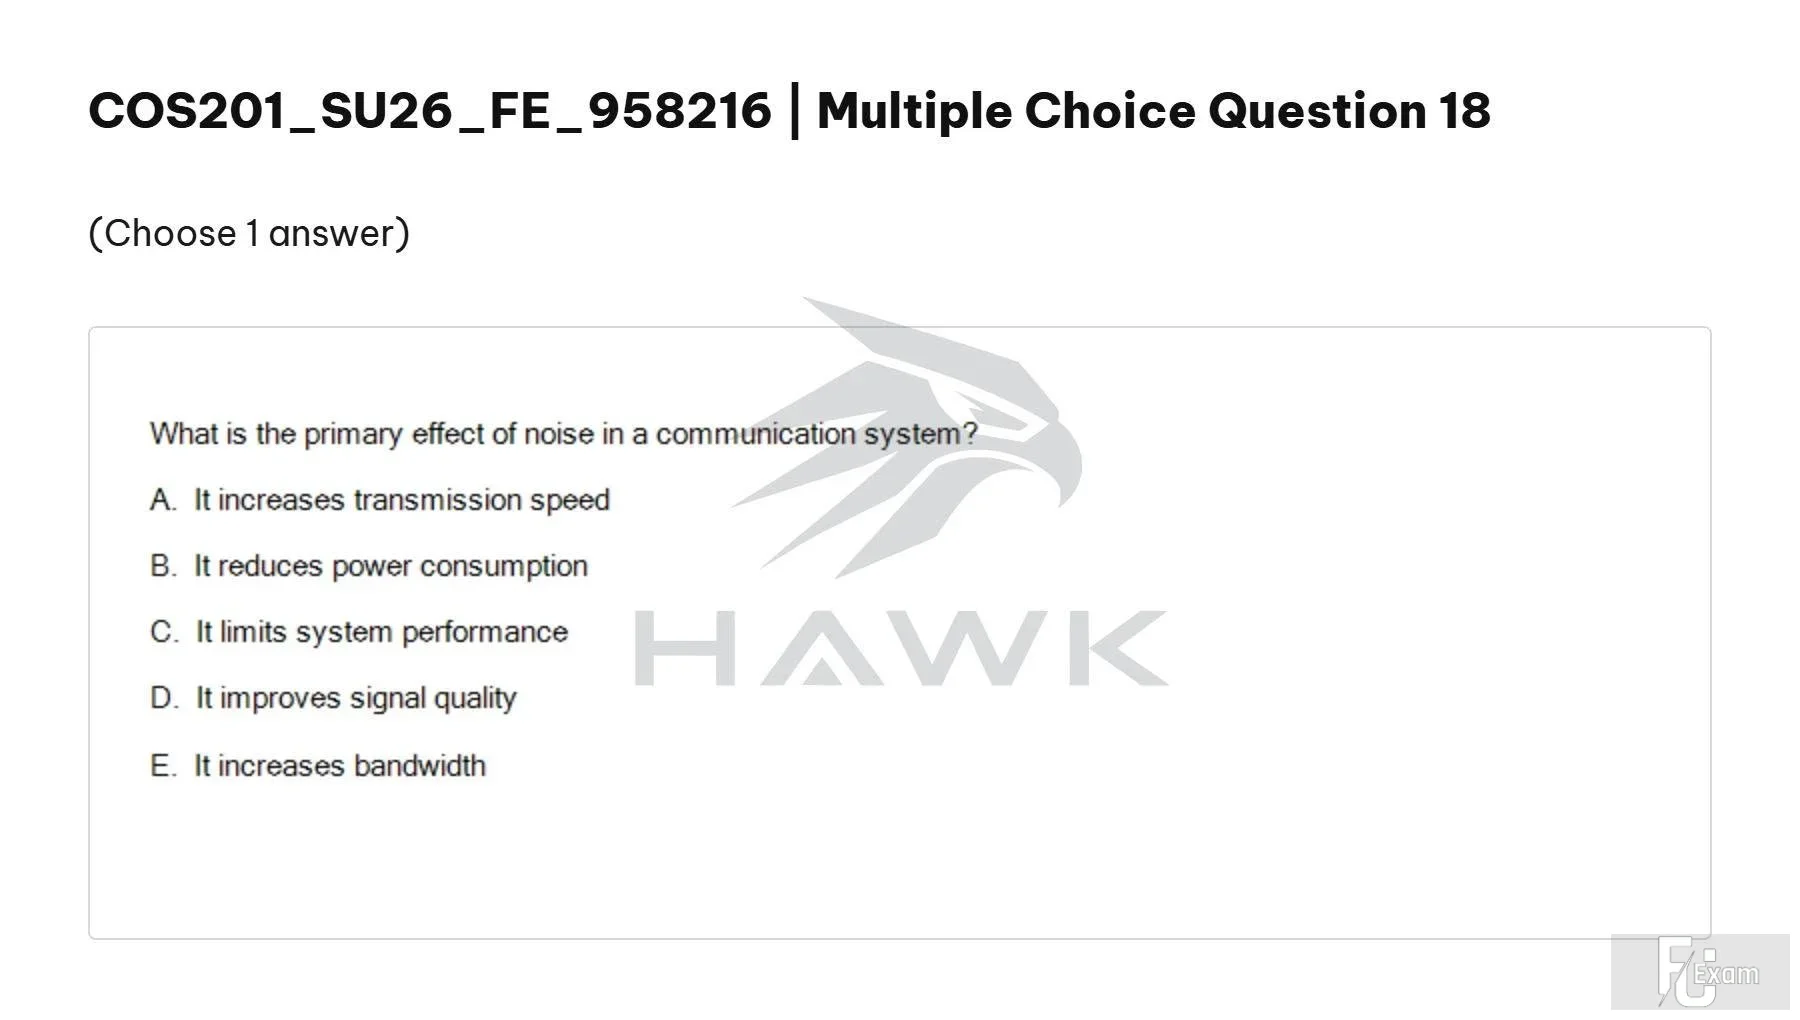 COS201_SU26_FE_958216 | Multiple Choice Question 18
(Choose 1 answer)
What is the primary effect of noise in a communication system?
A. It increases transmission speed
B. It reduces power consumption
C. It limits system performance
D. It improves signal quality
E. It increases bandwidth
HAWK
FU Exam